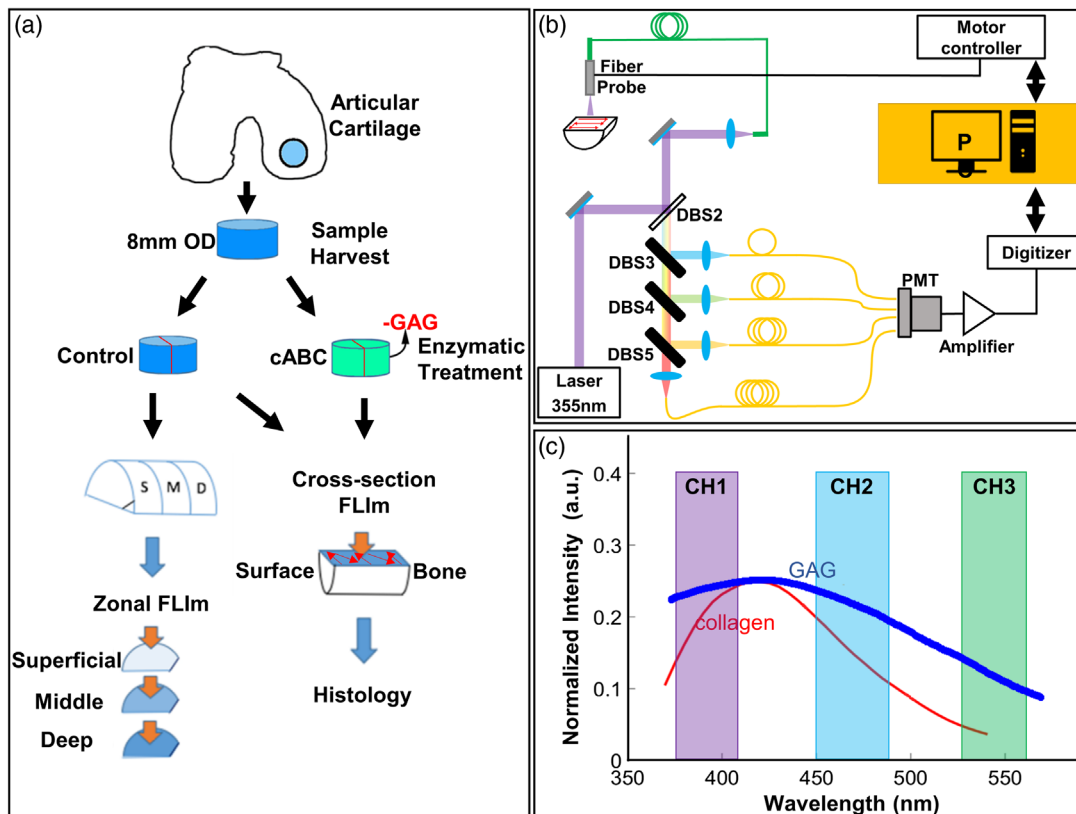 (a)
Articular
Cartilage
8mm OD
Sample
Harvest
-GAG
Control
cABC
Enzymatic
Treatment
S M D
Cross-section
FLIm
Surface
Bone
Zonal FLIm
Superficial
Middle
Deep
Histology
(b)
Motor
controller
Fiber
Probe
P
DBS2
DBS3
DBS4
DBS5
PMT
Digitizer
Amplifier
Laser
355nm
(c)
Normalized Intensity (a.u.)
0.4
0.3
0.2
0.1
0
CH1
CH2
CH3
GAG
collagen
350
400
450
500
550
Wavelength (nm)